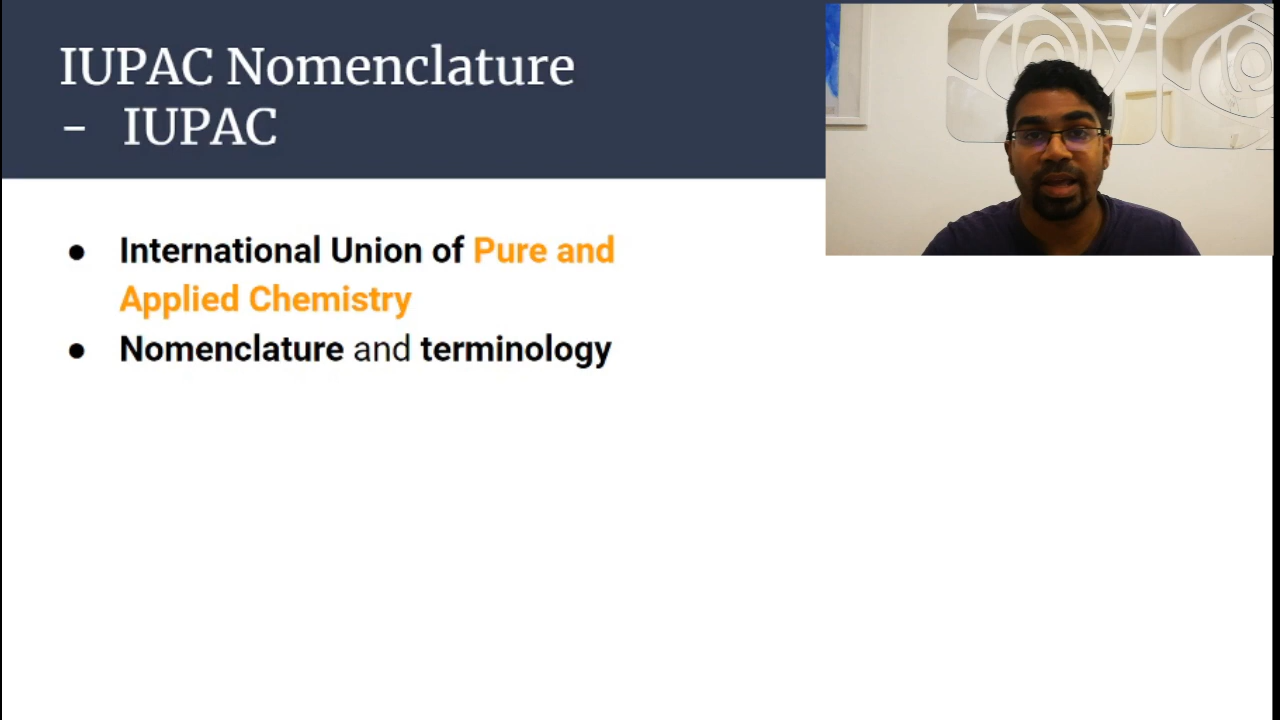 IUPAC Nomenclature
- IUPAC
● International Union of Pure and
Applied Chemistry
● Nomenclature and terminology